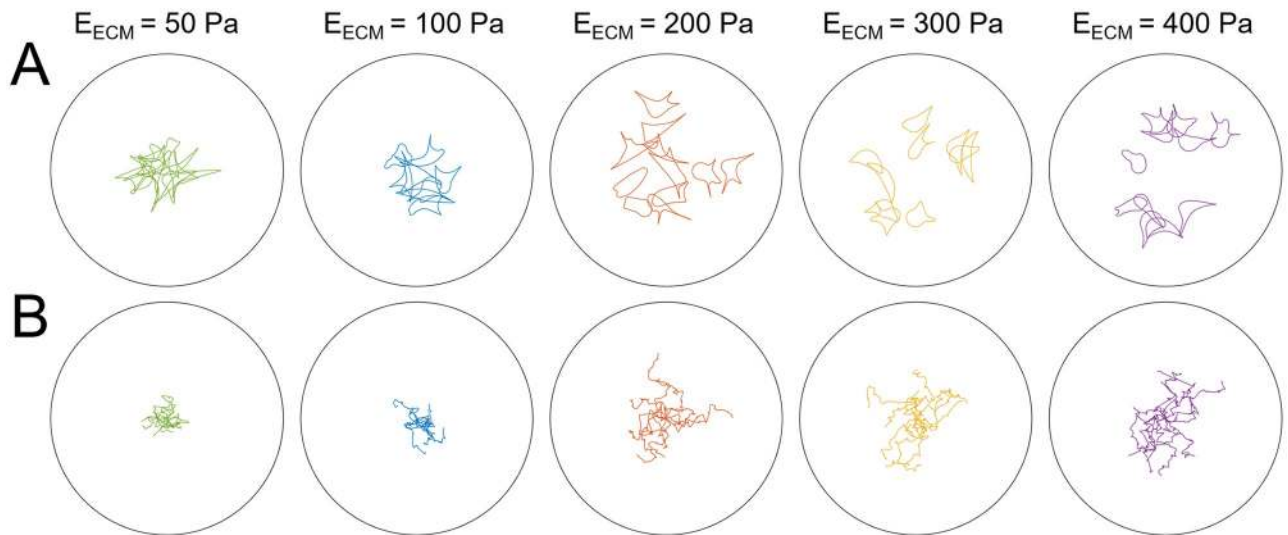 E_ECM = 50 Pa E_ECM = 100 Pa E_ECM = 200 Pa E_ECM = 300 Pa E_ECM = 400 Pa
A
B